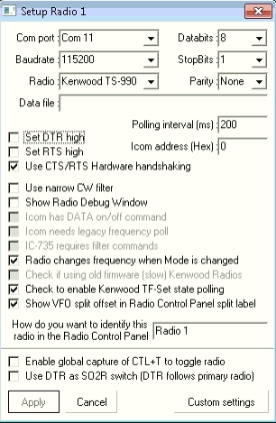 Setup Radio 1
Com port : Com 11 Databits : 8
Baudrate : 115200 StopBits : 1
Radio : Kenwood TS-990 Parity : None
Data file :
Polling interval (ms) : 200
Set DTR high
Icom address (Hex) : 0
Set RTS high
Use CTS/RTS Hardware handshaking
Use narrow CW filter
Show Radio Debug Window
Icom has DATA on/off command
Icom needs legacy frequency poll
IC-735 requires filter commands
Radio changes frequency when Mode is changed
Check if using old firmware (slow) Kenwood Radios
Check to enable Kenwood TF-Set state polling
Show VFO split offset in Radio Control Panel split label
How do you want to identify this
radio in the Radio Control Panel
Radio 1
Enable global capture of CTL+T to toggle radio
Use DTR as SO2R switch (DTR follows primary radio)
Apply Cancel Custom settings